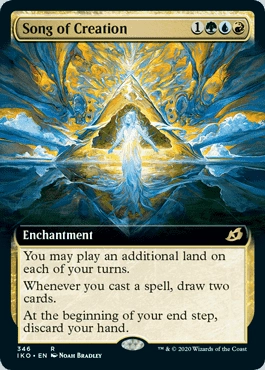 Song of Creation 1
Enchantment
You may play an additional land on
each of your turns.
Whenever you cast a spell, draw two
cards.
At the beginning of your end step,
discard your hand.
346 R
IKO • EN NOAH BRADLEY ™ & © 2020 Wizards of the Coast